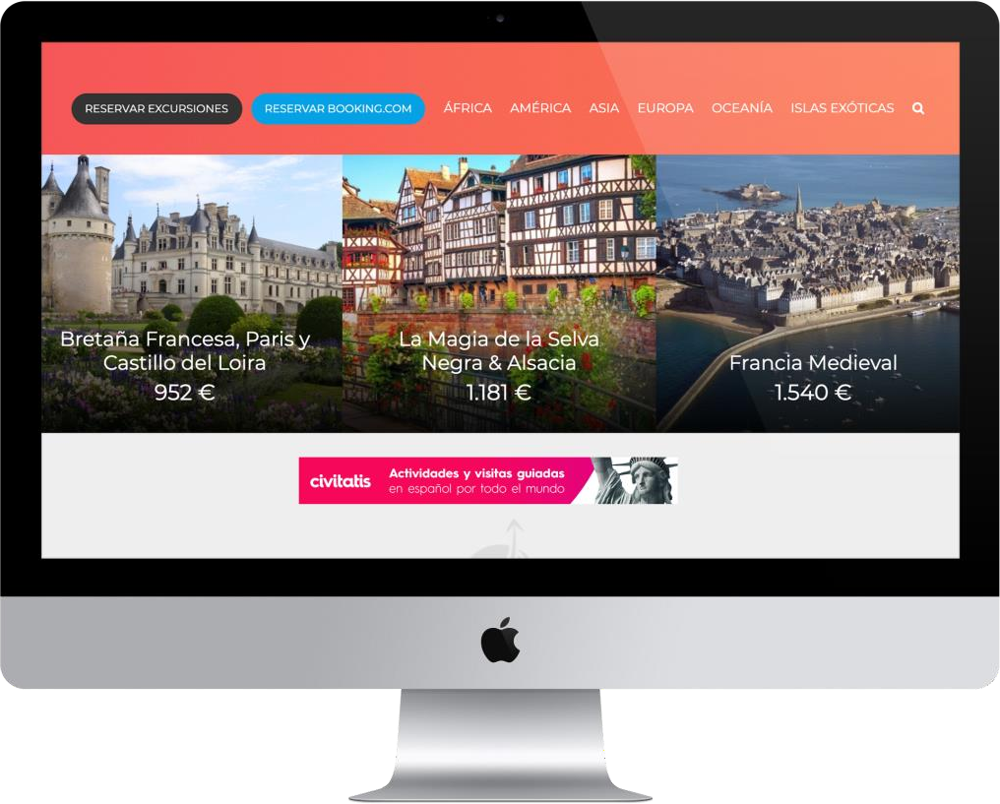 RESERVAR EXCURSIONES RESERVAR BOOKING.COM ÁFRICA AMÉRICA ASIA EUROPA OCEANÍA ISLAS EXÓTICAS
Bretaña Francesa, Paris y
Castillo del Loira
952 €
La Magia de la Selva
Negra & Alsacia
1.181 €
Francia Medieval
1.540 €
civitatis
Actividades y visitas guiadas
en español por todo el mundo